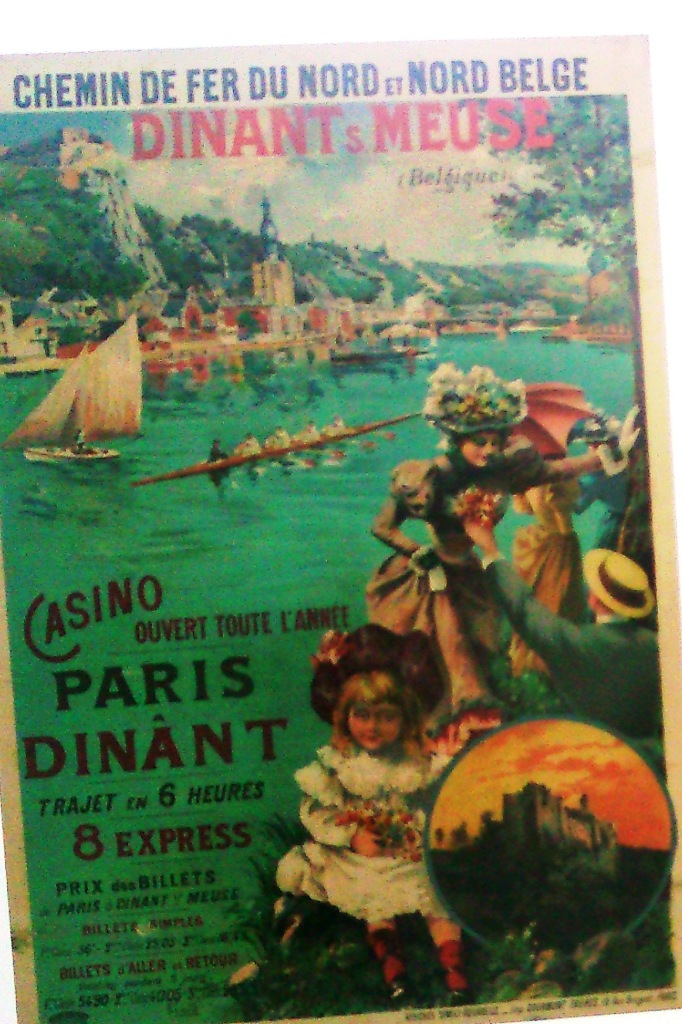 CHEMIN DE FER DU NORD ET NORD BELGE
DINANT S. MEUSE
(Belgique)
CASINO
OUVERT TOUTE L'ANNÉE
PARIS
DINÂNT
TRAJET EN 6 HEURES
8 EXPRESS
PRIX des BILLETS
de PARIS à DINANT s/ MEUSE
BILLETS SIMPLES
BILLETS d'ALLER et RETOUR